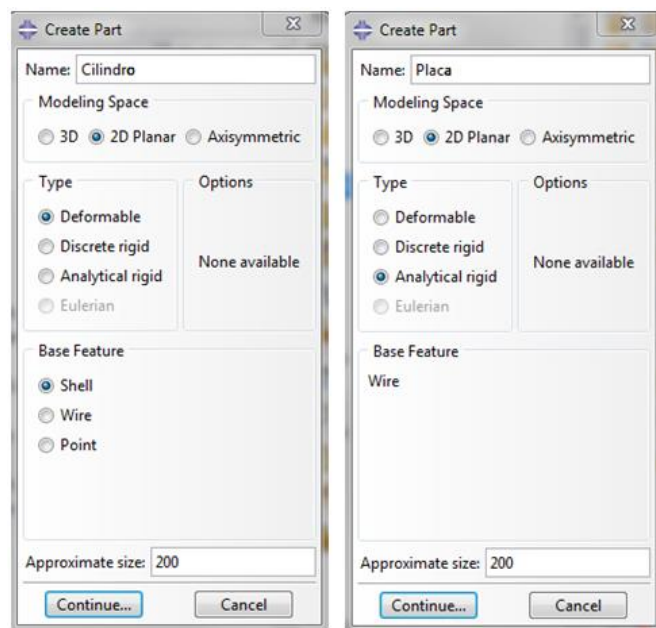 Create Part
Name: Cilindro
Modeling Space
3D 2D Planar Axisymmetric
Type
Options
Deformable
Discrete rigid
Analytical rigid
Eulerian
None available
Base Feature
Shell
Wire
Point
Approximate size: 200
Continue... Cancel
Create Part
Name: Placa
Modeling Space
3D 2D Planar Axisymmetric
Type
Options
Deformable
Discrete rigid
Analytical rigid
Eulerian
None available
Base Feature
Wire
Approximate size: 200
Continue... Cancel